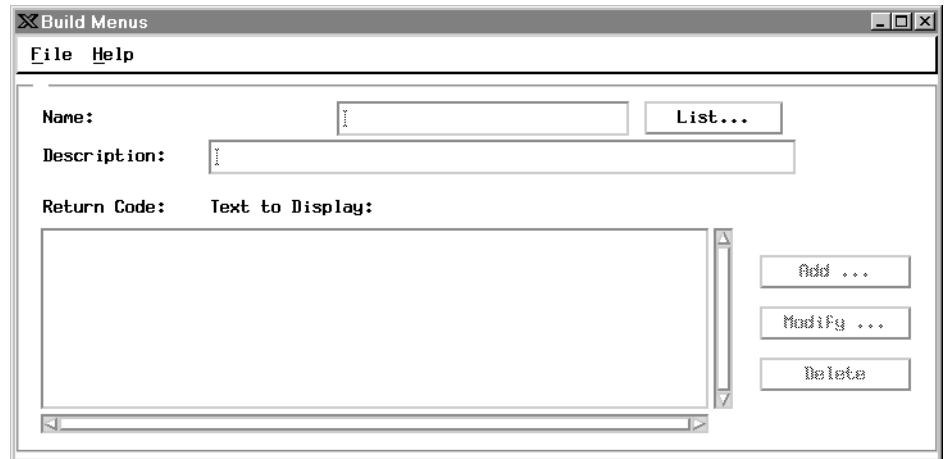 Build Menus
File Help
Name: List...
Description:
Return Code: Text to Display:
Add ...
Modify ...
Delete